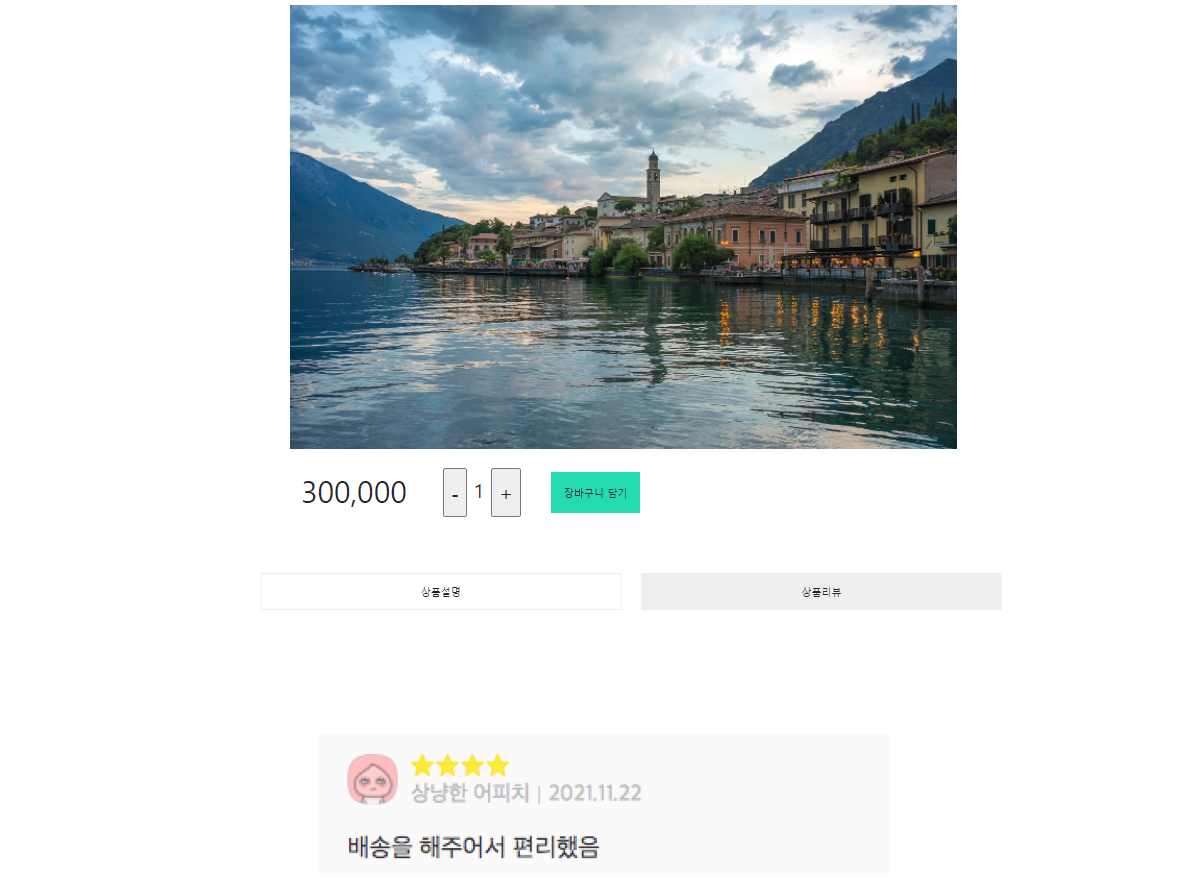 300,000 - 1 + 장바구니 담기
상품설명 상품리뷰
상냥한 어피치 | 2021.11.22
배송을 해주어서 편리했음